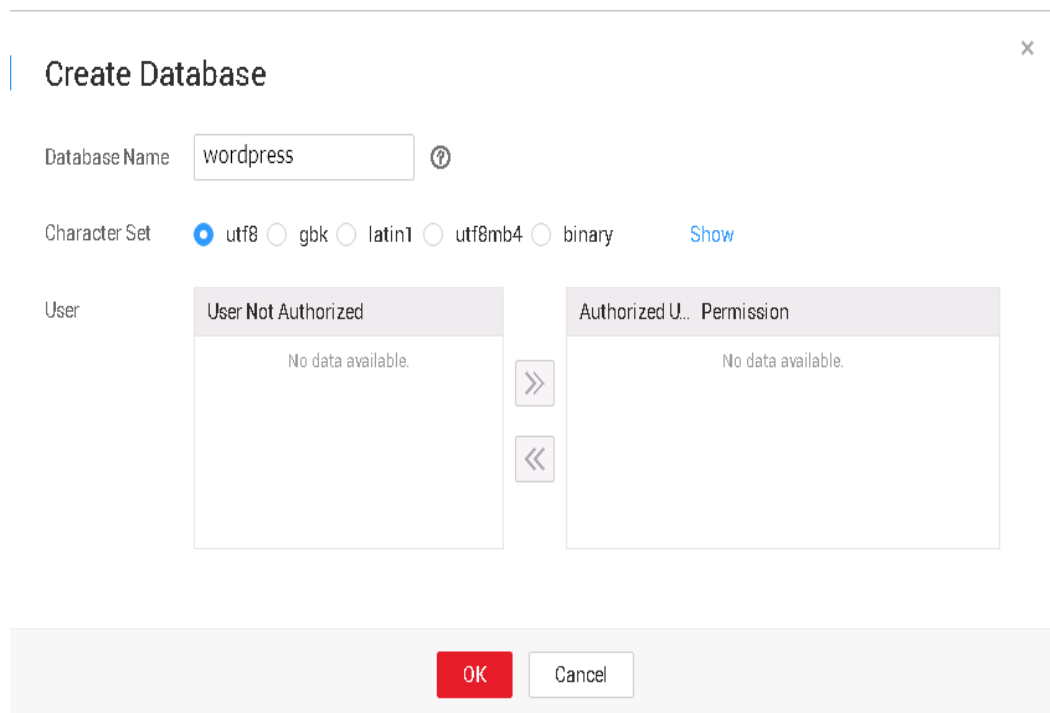 ×
Create Database
Database Name wordpress ?
Character Set utf8 gbk latin1 utf8mb4 binary Show
User User Not Authorized Authorized U... Permission
No data available. No data available.
OK Cancel